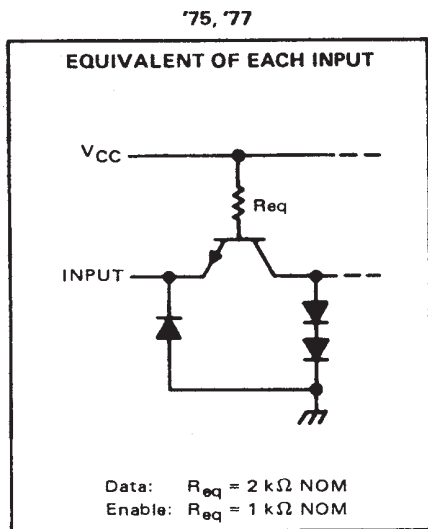 '75, '77
EQUIVALENT OF EACH INPUT
VCC
Req
INPUT
Data: Req = 2 kΩ NOM
Enable: Req = 1 kΩ NOM